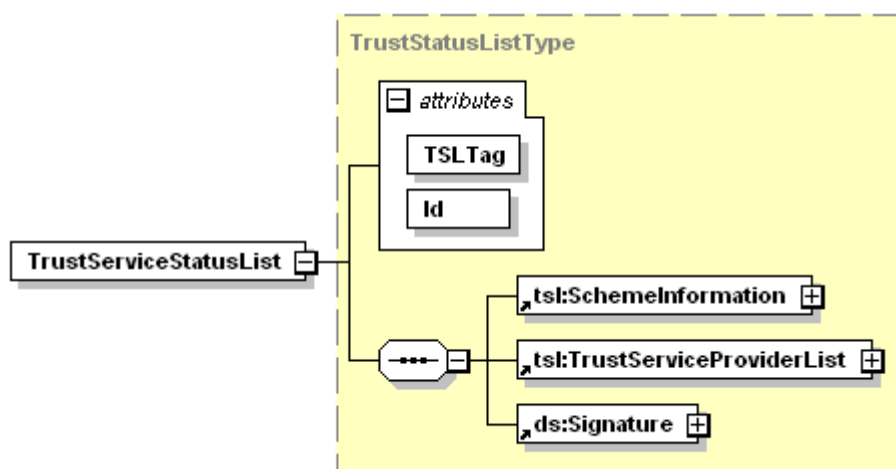 TrustStatusListType
attributes
TSLTag
Id
TrustServiceStatusList
tsl:SchemeInformation
tsl:TrustServiceProviderList
ds:Signature